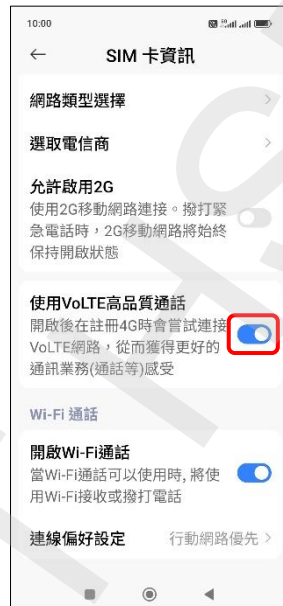 10:00
SIM 卡資訊
網路類型選擇
選取電信商
允許啟用2G
使用2G移動網路連接。撥打緊
急電話時，2G移動網路將始終
保持開啟狀態
使用VoLTE高品質通話
開啟後在註冊4G時會嘗試連接
VoLTE網路，從而獲得更好的
通訊業務(通話等)感受
Wi-Fi 通話
開啟Wi-Fi通話
當Wi-Fi通話可以使用時, 將使
用Wi-Fi接收或撥打電話
連線偏好設定 行動網路優先